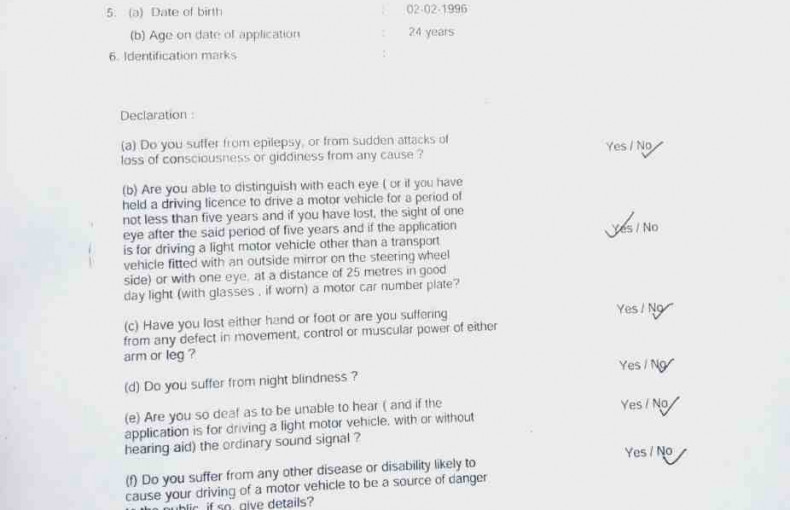 5. (a) Date of birth : 02-02-1996
(b) Age on date of application : 24 years
6. Identification marks :
Declaration :
(a) Do you suffer from epilepsy, or from sudden attacks of
loss of consciousness or giddiness from any cause ? Yes / No
(b) Are you able to distinguish with each eye ( or if you have
held a driving licence to drive a motor vehicle for a period of
not less than five years and if you have lost, the sight of one
eye after the said period of five years and if the application
is for driving a light motor vehicle other than a transport
vehicle fitted with an outside mirror on the steering wheel
side) or with one eye, at a distance of 25 metres in good
day light (with glasses , if worn) a motor car number plate? Yes / No
(c) Have you lost either hand or foot or are you suffering
from any defect in movement, control or muscular power of either
arm or leg ? Yes / No
(d) Do you suffer from night blindness ? Yes / No
(e) Are you so deaf as to be unable to hear ( and if the
application is for driving a light motor vehicle, with or without
hearing aid) the ordinary sound signal ? Yes / No
(f) Do you suffer from any other disease or disability likely to
cause your driving of a motor vehicle to be a source of danger
to the public, if so, give details? Yes / No